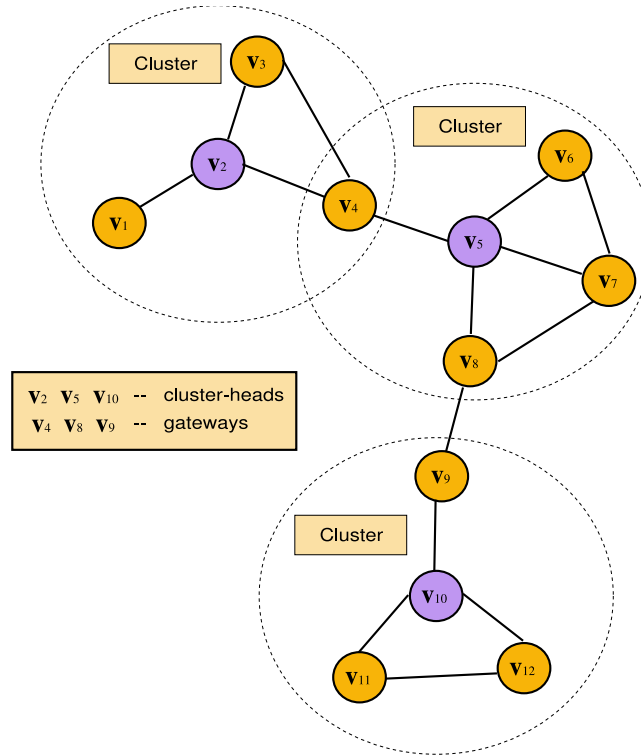 Cluster
v3
v2
v1
v4
Cluster
v6
v5
v7
v8
v2 v5 v10 -- cluster-heads
v4 v8 v9 -- gateways
v9
Cluster
v10
v11
v12